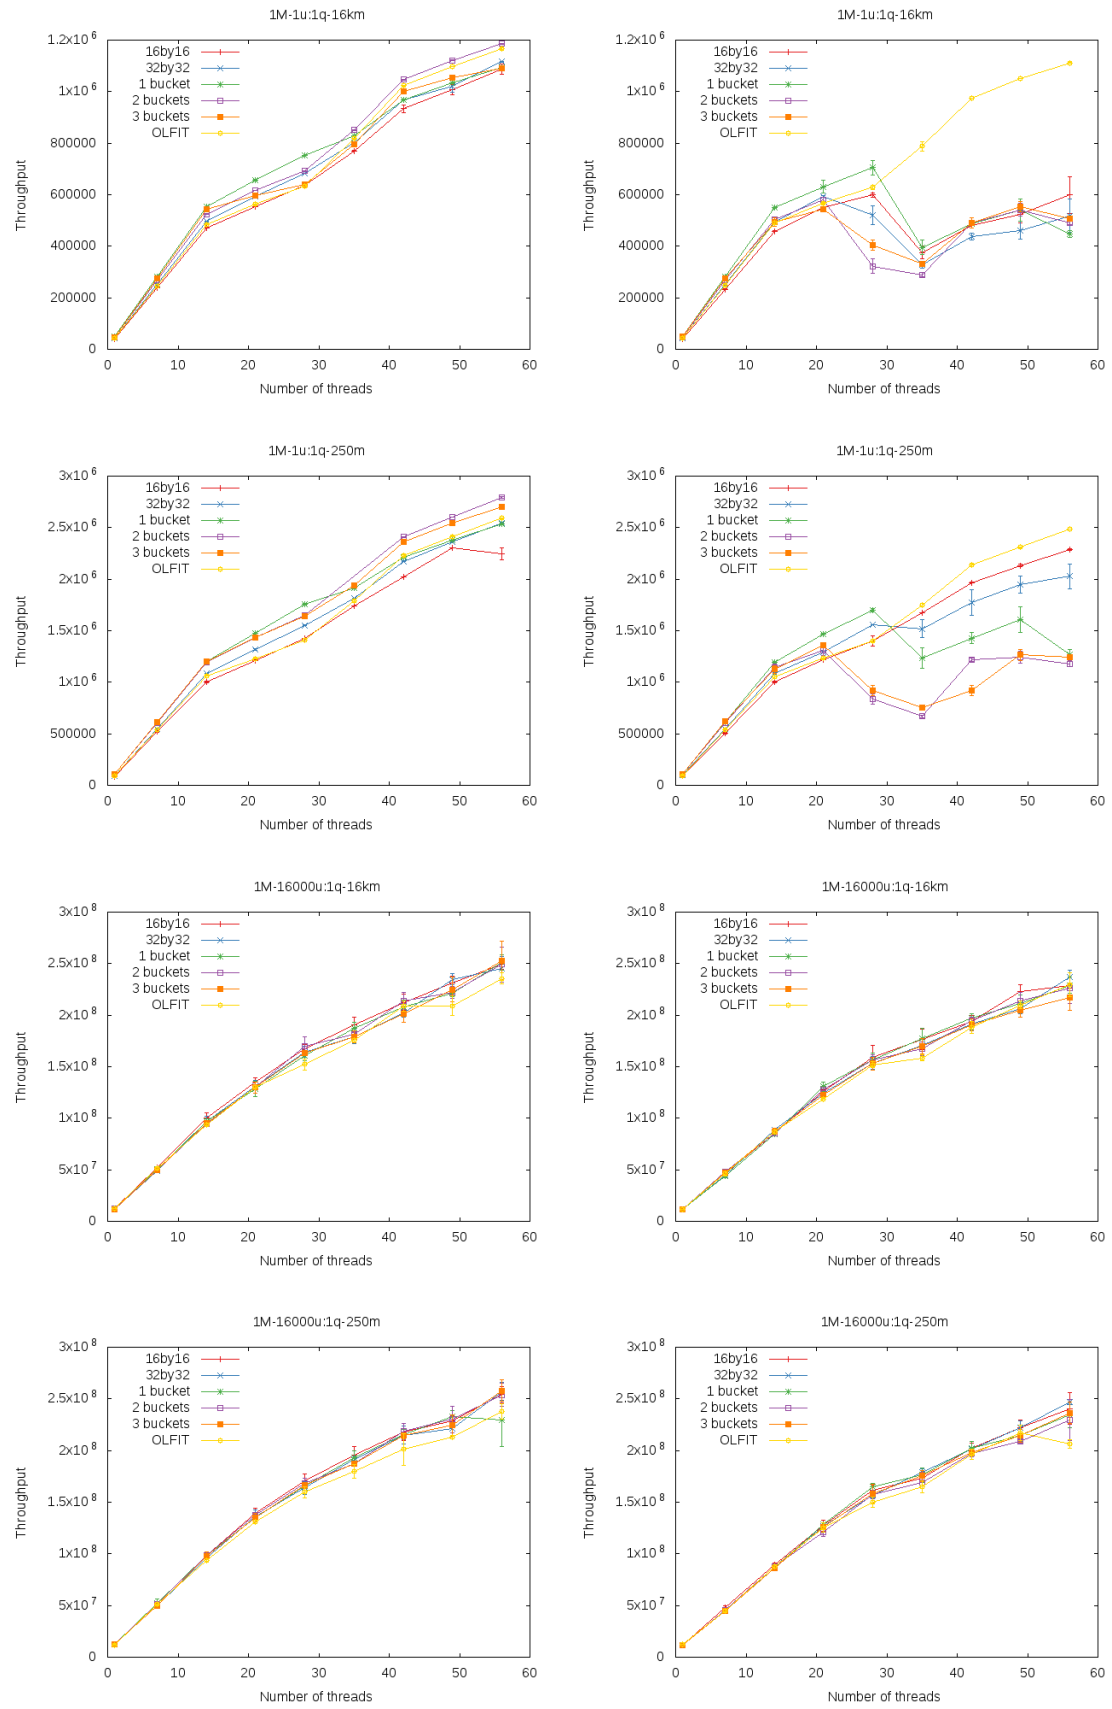 1M-1u:1q-16km
1.2x10 6
1x10 6
800000
600000
400000
200000
0
0 10 20 30 40 50 60
Throughput
Number of threads
16by16
32by32
1 bucket
2 buckets
3 buckets
OLFIT
1M-1u:1q-16km
1.2x10 6
1x10 6
800000
600000
400000
200000
0
0 10 20 30 40 50 60
Throughput
Number of threads
16by16
32by32
1 bucket
2 buckets
3 buckets
OLFIT
1M-1u:1q-250m
3x10 6
2.5x10 6
2x10 6
1.5x10 6
1x10 6
500000
0
0 10 20 30 40 50 60
Throughput
Number of threads
16by16
32by32
1 bucket
2 buckets
3 buckets
OLFIT
1M-1u:1q-250m
3x10 6
2.5x10 6
2x10 6
1.5x10 6
1x10 6
500000
0
0 10 20 30 40 50 60
Throughput
Number of threads
16by16
32by32
1 bucket
2 buckets
3 buckets
OLFIT
1M-16000u:1q-16km
3x10 8
2.5x10 8
2x10 8
1.5x10 8
1x10 8
5x10 7
0
0 10 20 30 40 50 60
Throughput
Number of threads
16by16
32by32
1 bucket
2 buckets
3 buckets
OLFIT
1M-16000u:1q-16km
3x10 8
2.5x10 8
2x10 8
1.5x10 8
1x10 8
5x10 7
0
0 10 20 30 40 50 60
Throughput
Number of threads
16by16
32by32
1 bucket
2 buckets
3 buckets
OLFIT
1M-16000u:1q-250m
3x10 8
2.5x10 8
2x10 8
1.5x10 8
1x10 8
5x10 7
0
0 10 20 30 40 50 60
Throughput
Number of threads
16by16
32by32
1 bucket
2 buckets
3 buckets
OLFIT
1M-16000u:1q-250m
3x10 8
2.5x10 8
2x10 8
1.5x10 8
1x10 8
5x10 7
0
0 10 20 30 40 50 60
Throughput
Number of threads
16by16
32by32
1 bucket
2 buckets
3 buckets
OLFIT